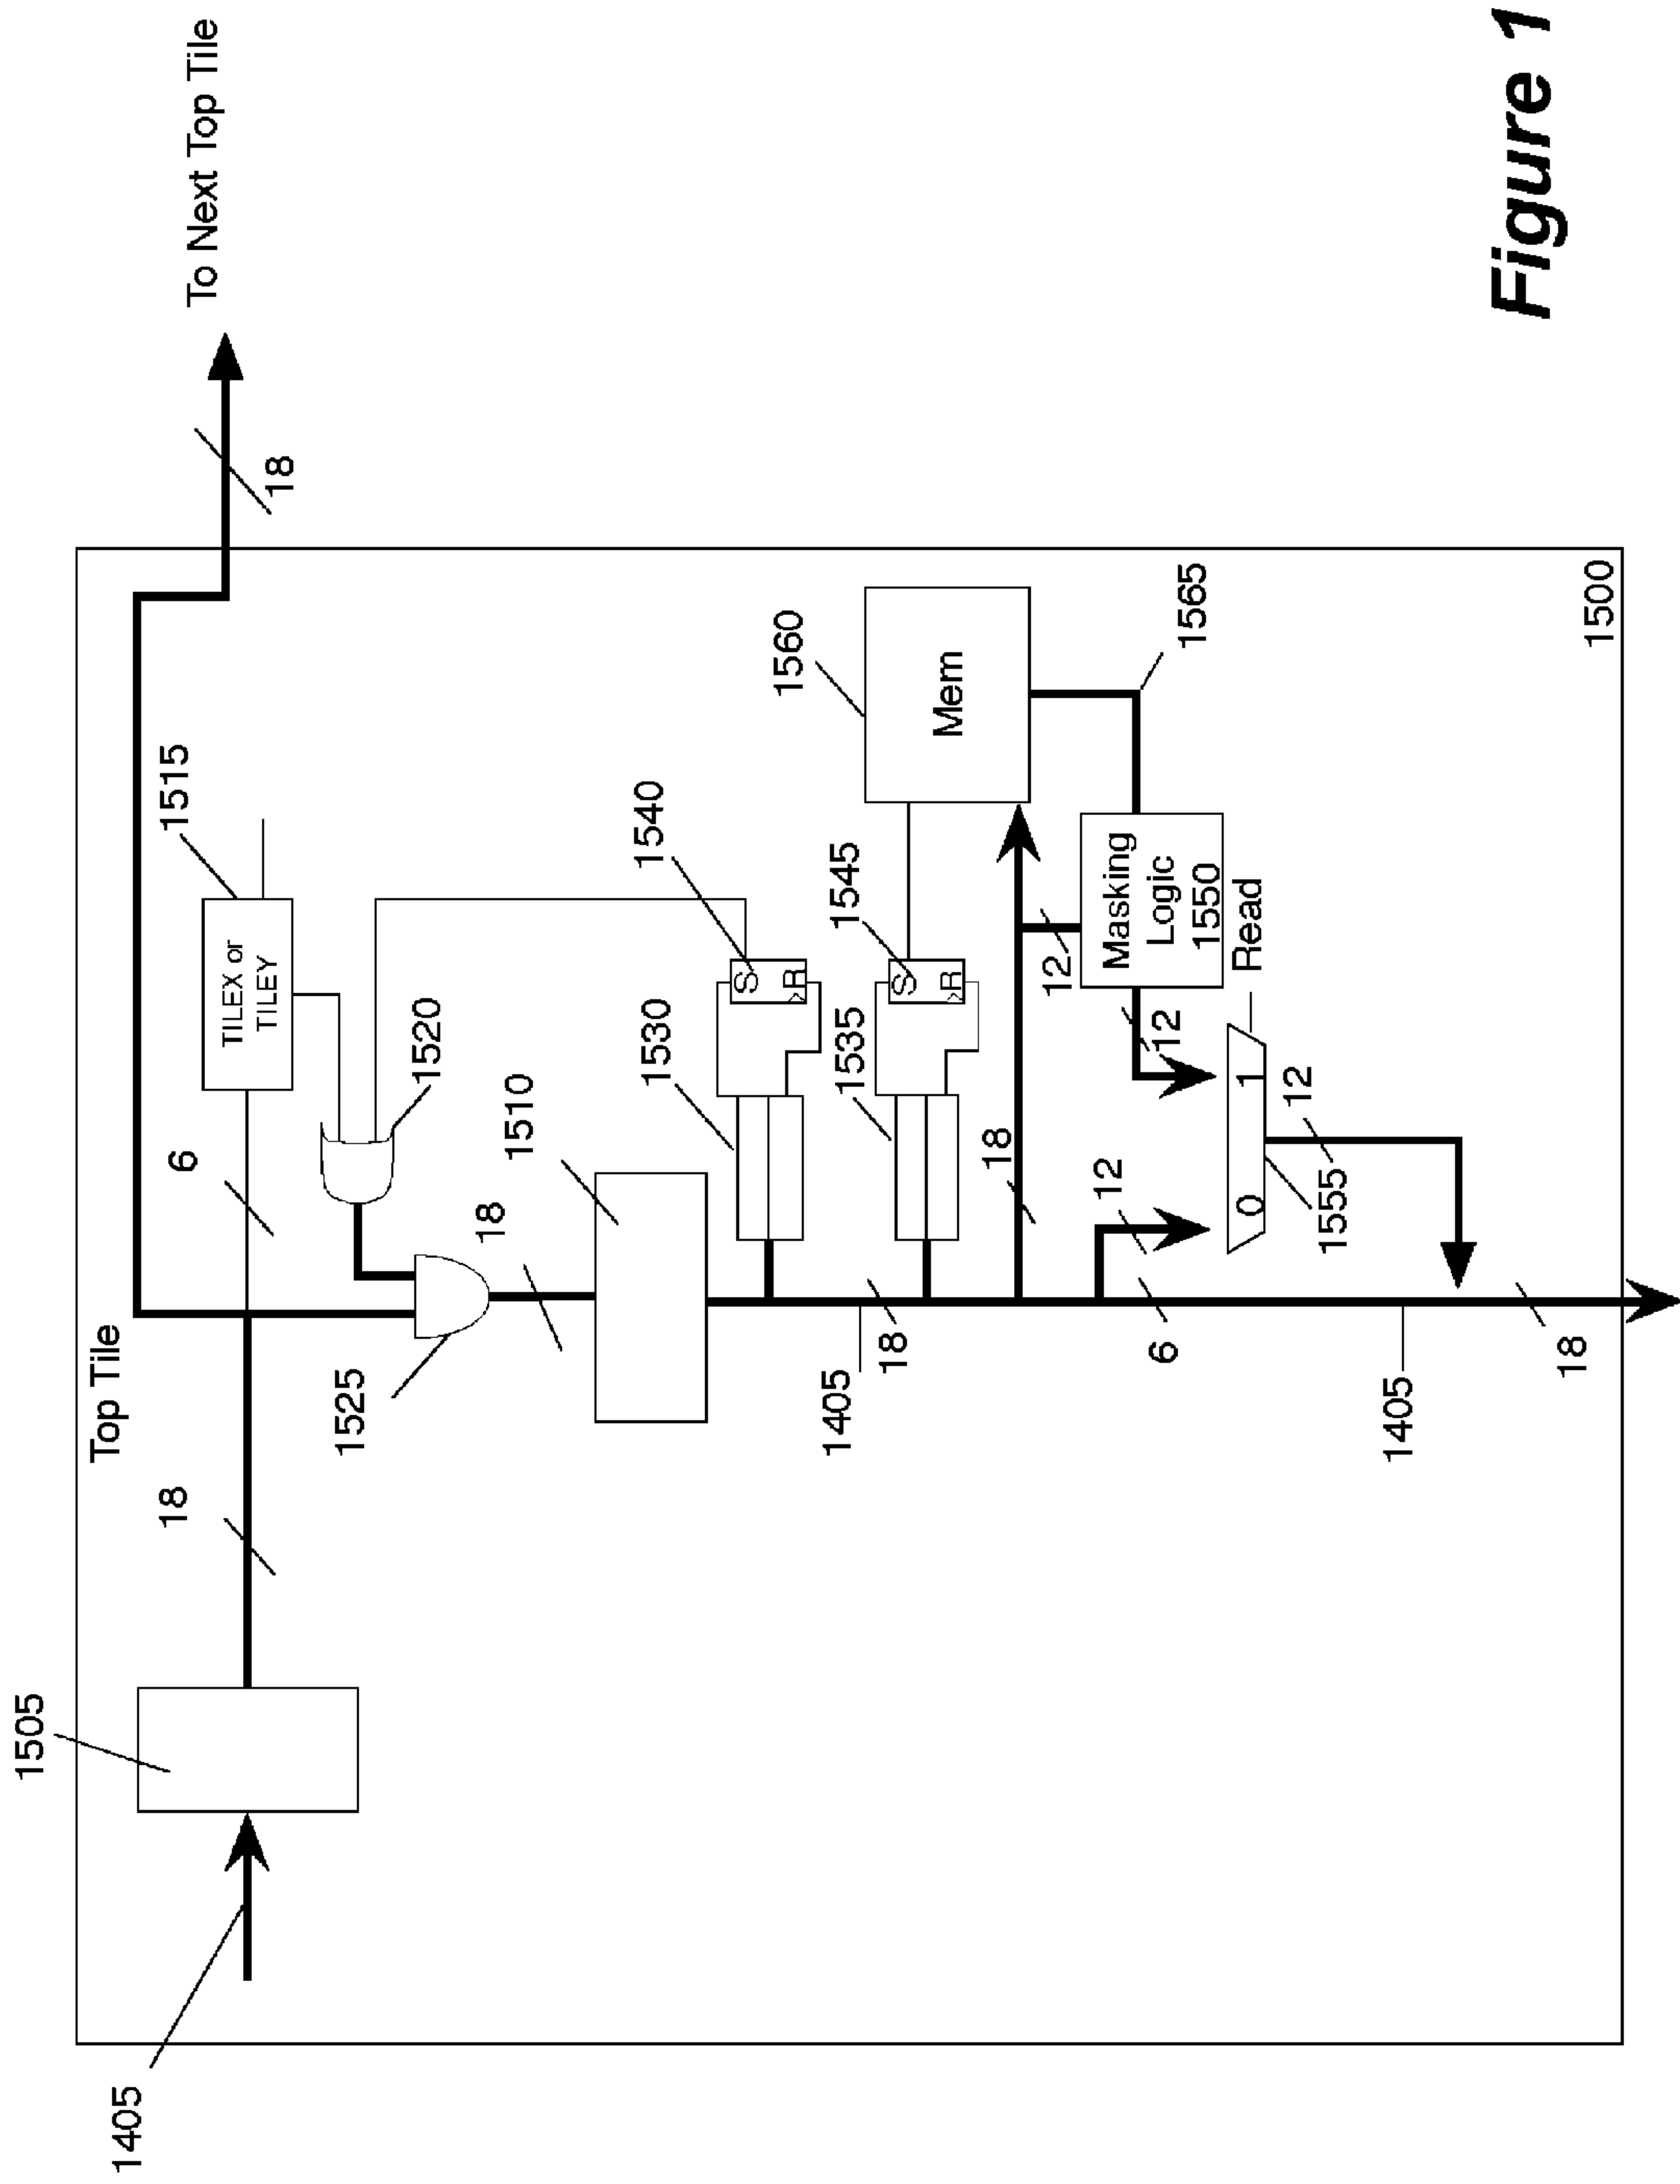 To Next Top Tile
18
Top Tile
1405
1505
18
6
1515
TILEX or
TILEY
1520
1525
18
1510
1530
1540
S
R
1535
1545
S
R
1560
Mem
1405
18
18
12
Masking
Logic
1550
1565
Read
12
12
0
1
1555
12
6
1405
18
1500
Figure 1